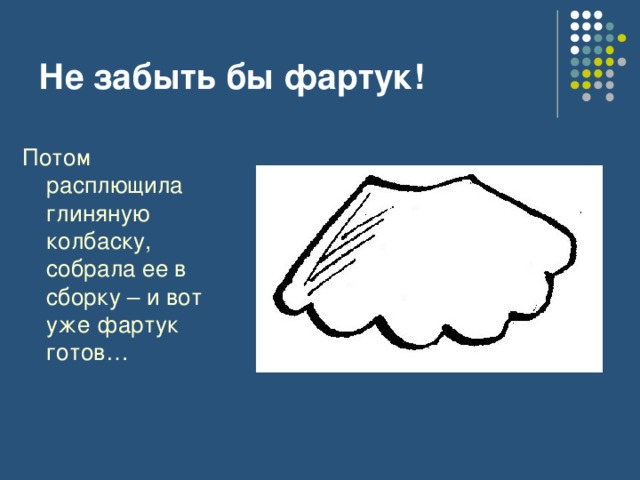 Не забыть бы фартук!
Потом
расплющила
глиняную
колбаску,
собрала ее в
сборку – и вот
уже фартук
готов…